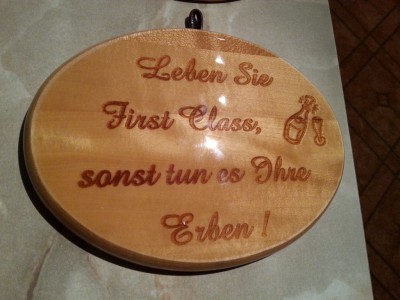 Leben Sie
First Class,
sonst tun es Ihre
Erben !